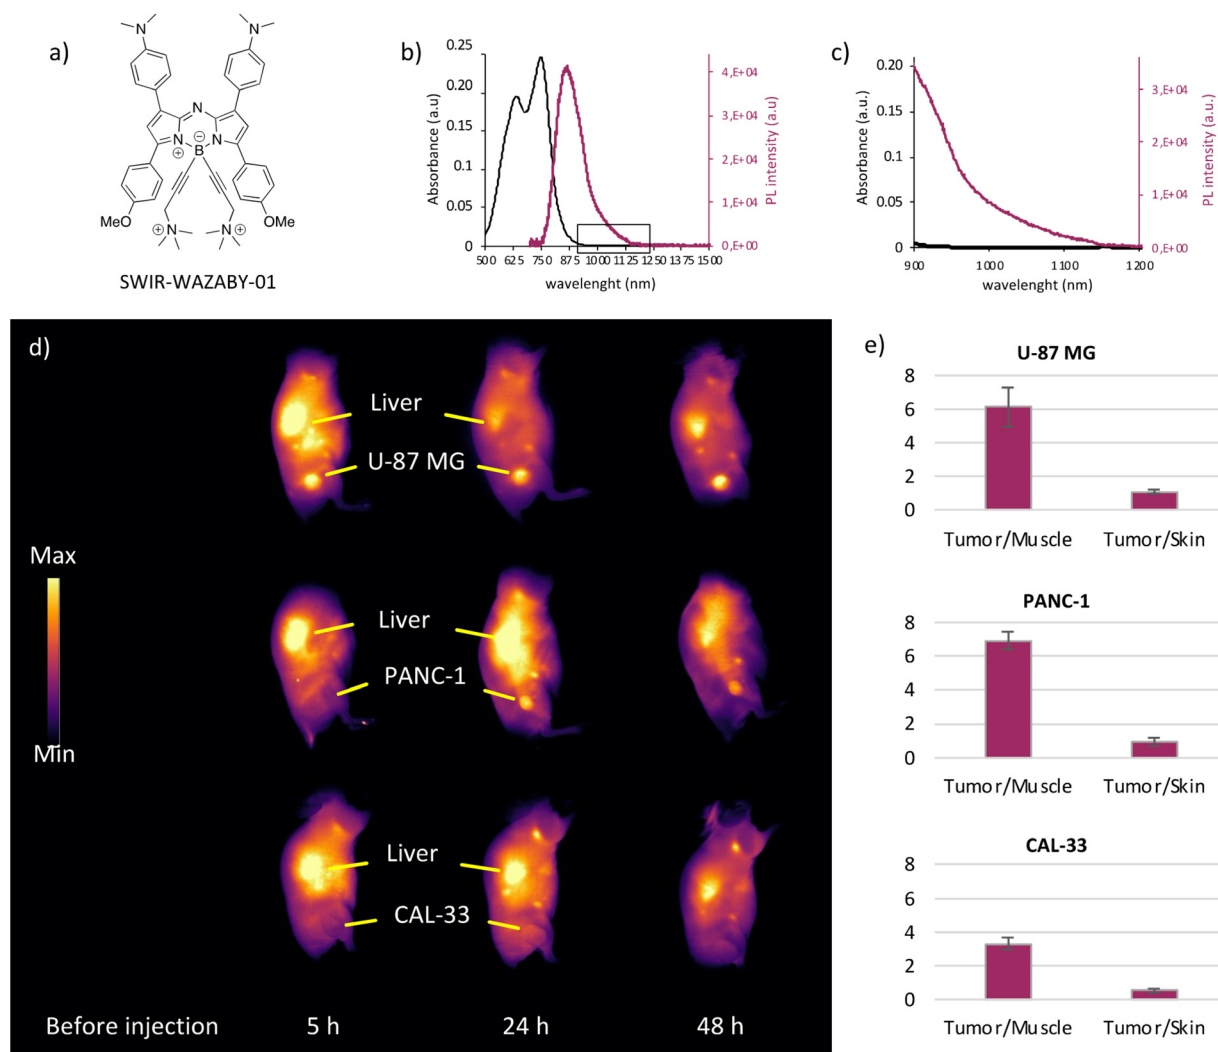 a)
N
N
N
N
N
⊕
B
⊖
MeO
OMe
⊕
N
N
⊕
SWIR-WAZABY-01
b)
0.25
0.20
0.15
0.1
0.05
0
Absorbance (a.u)
4,E+04
3,E+04
2,E+04
1,E+04
0,E+00
PL intensity (a.u)
500 625 750 875 1000 1125 1250 1375 1500
wavelenght (nm)
c)
0.20
0.15
0.1
0.05
0
Absorbance (a.u)
3,E+04
2,E+04
1,E+04
0,E+00
PL intensity (a.u)
900 1000 1100 1200
wavelenght (nm)
d)
Liver
U-87 MG
Max
Min
Liver
PANC-1
Liver
CAL-33
Before injection 5 h 24 h 48 h
e)
U-87 MG
8
6
4
2
0
Tumor/Muscle Tumor/Skin
PANC-1
8
6
4
2
0
Tumor/Muscle Tumor/Skin
CAL-33
8
6
4
2
0
Tumor/Muscle Tumor/Skin